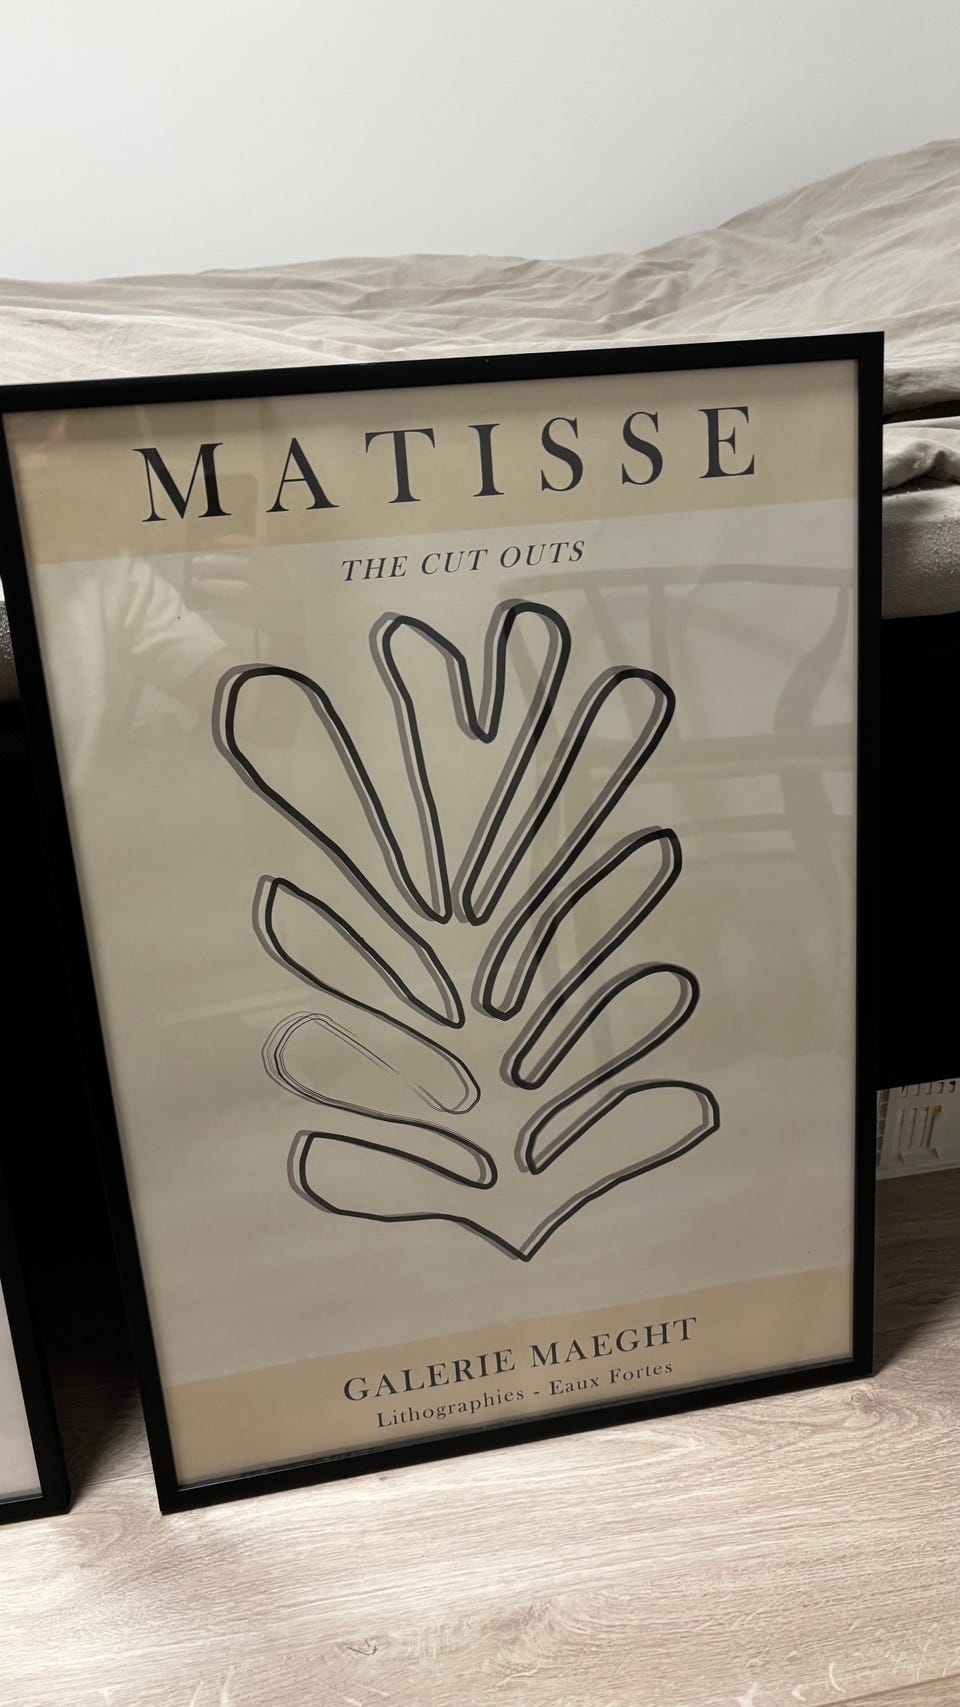 MATISSE
THE CUT OUTS
GALERIE MAEGHT
Lithographies - Eaux Fortes